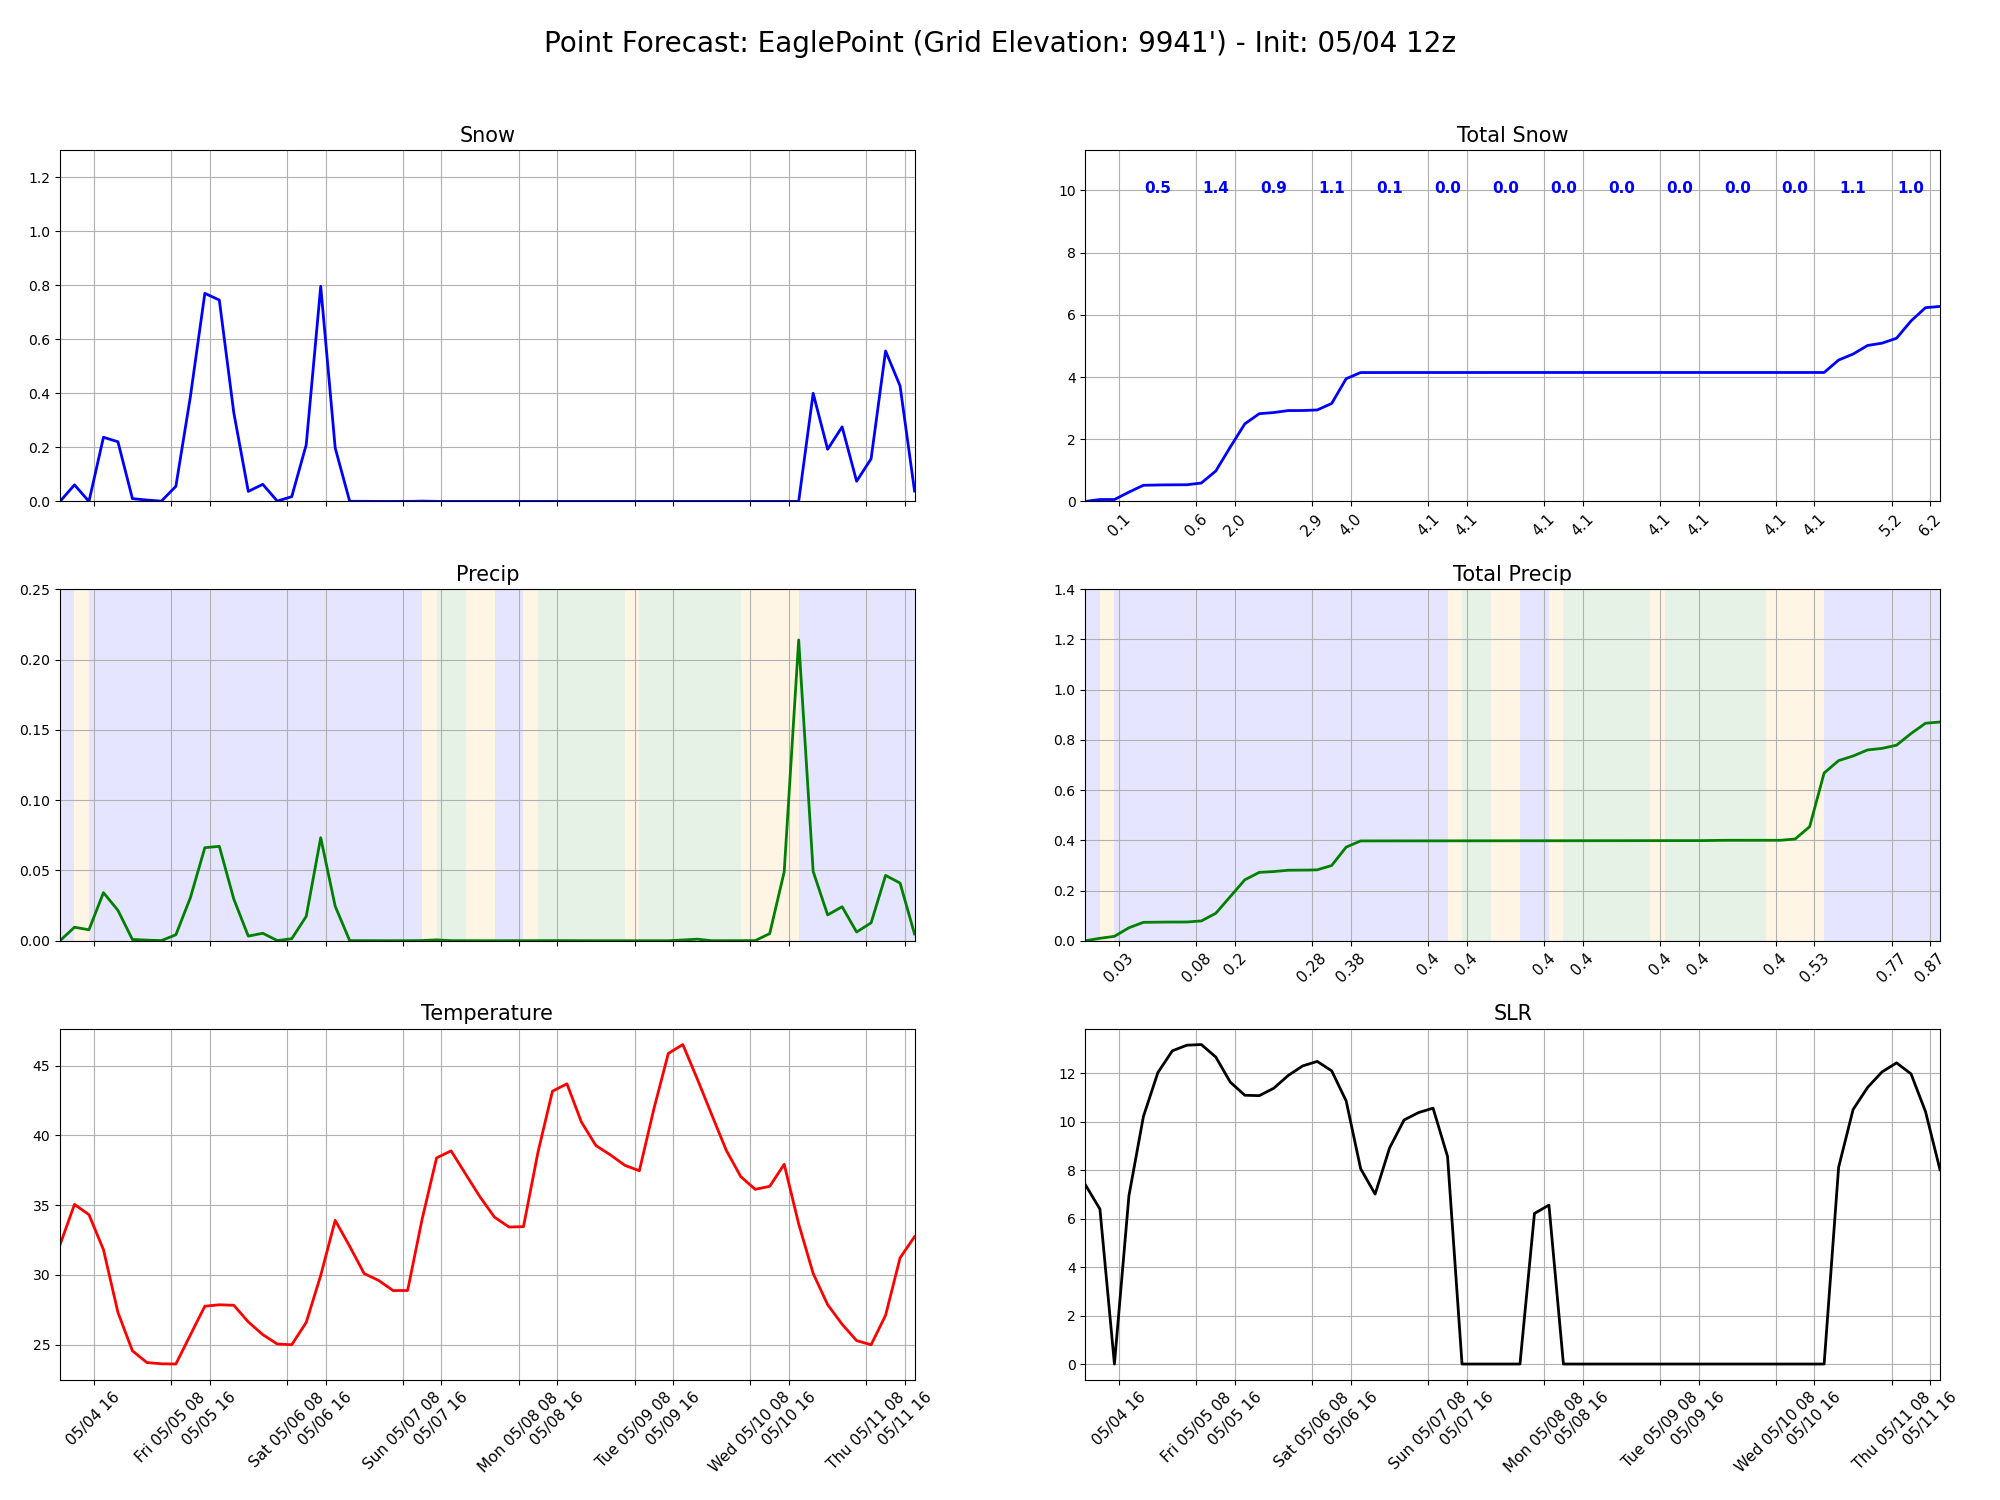 Point Forecast: EaglePoint (Grid Elevation: 9941') - Init: 05/04 12z
Snow
1.2
1.0
0.8
0.6
0.4
0.2
0.0
Total Snow
0.5 1.4 0.9 1.1 0.1 0.0 0.0 0.0 0.0 0.0 0.0 0.0 1.1 1.0
10
8
6
4
2
0
0.1 0.6 2.0 2.9 4.0 4.1 4.1 4.1 4.1 4.1 4.1 4.1 4.1 5.2 6.2
Precip
0.25
0.20
0.15
0.10
0.05
0.00
Total Precip
1.4
1.2
1.0
0.8
0.6
0.4
0.2
0.0
0.03 0.08 0.2 0.28 0.38 0.4 0.4 0.4 0.4 0.4 0.4 0.4 0.53 0.77 0.87
Temperature
45
40
35
30
25
05/04 16
Fri 05/05 08
05/05 16
Sat 05/06 08
05/06 16
Sun 05/07 08
05/07 16
Mon 05/08 08
05/08 16
Tue 05/09 08
05/09 16
Wed 05/10 08
05/10 16
Thu 05/11 08
05/11 16
SLR
12
10
8
6
4
2
0
05/04 16
Fri 05/05 08
05/05 16
Sat 05/06 08
05/06 16
Sun 05/07 08
05/07 16
Mon 05/08 08
05/08 16
Tue 05/09 08
05/09 16
Wed 05/10 08
05/10 16
Thu 05/11 08
05/11 16